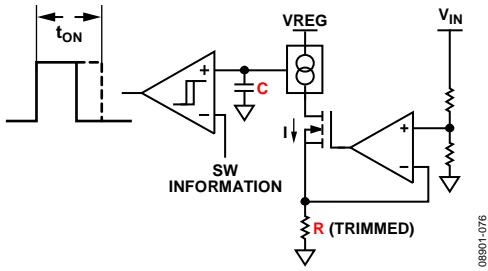 VREG
VIN
tON
+
C
−
I
+
−
SW
INFORMATION
R (TRIMMED)
08901-076